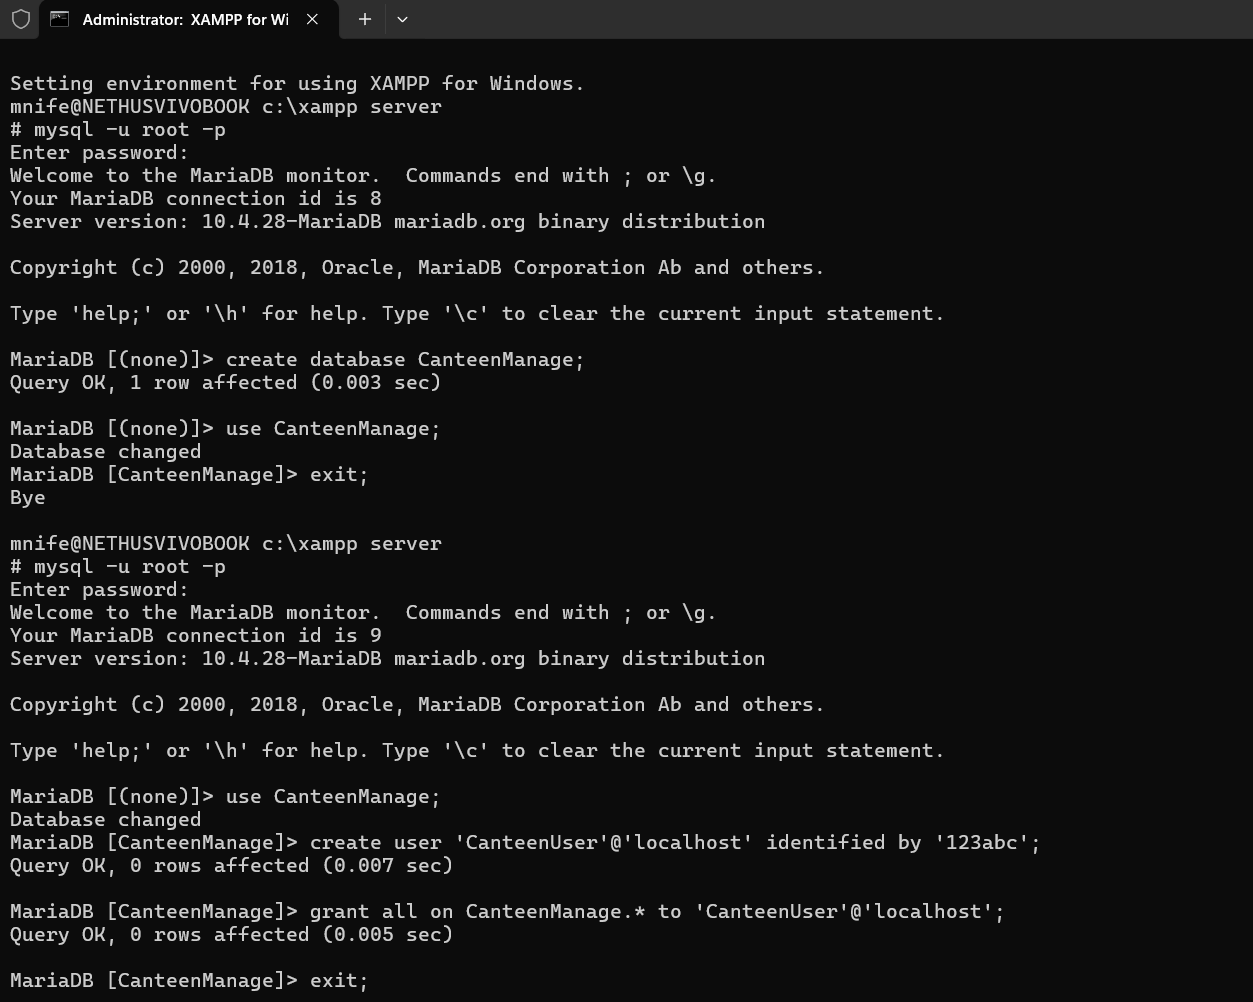 Administrator: XAMPP for Wi
Setting environment for using XAMPP for Windows.
mnife@NETHUSVIVOBOOK c:\xampp server
# mysql -u root -p
Enter password:
Welcome to the MariaDB monitor.  Commands end with ; or \g.
Your MariaDB connection id is 8
Server version: 10.4.28-MariaDB mariadb.org binary distribution
Copyright (c) 2000, 2018, Oracle, MariaDB Corporation Ab and others.
Type 'help;' or '\h' for help. Type '\c' to clear the current input statement.
MariaDB [(none)]> create database CanteenManage;
Query OK, 1 row affected (0.003 sec)
MariaDB [(none)]> use CanteenManage;
Database changed
MariaDB [CanteenManage]> exit;
Bye
mnife@NETHUSVIVOBOOK c:\xampp server
# mysql -u root -p
Enter password:
Welcome to the MariaDB monitor.  Commands end with ; or \g.
Your MariaDB connection id is 9
Server version: 10.4.28-MariaDB mariadb.org binary distribution
Copyright (c) 2000, 2018, Oracle, MariaDB Corporation Ab and others.
Type 'help;' or '\h' for help. Type '\c' to clear the current input statement.
MariaDB [(none)]> use CanteenManage;
Database changed
MariaDB [CanteenManage]> create user 'CanteenUser'@'localhost' identified by '123abc';
Query OK, 0 rows affected (0.007 sec)
MariaDB [CanteenManage]> grant all on CanteenManage.* to 'CanteenUser'@'localhost';
Query OK, 0 rows affected (0.005 sec)
MariaDB [CanteenManage]> exit;